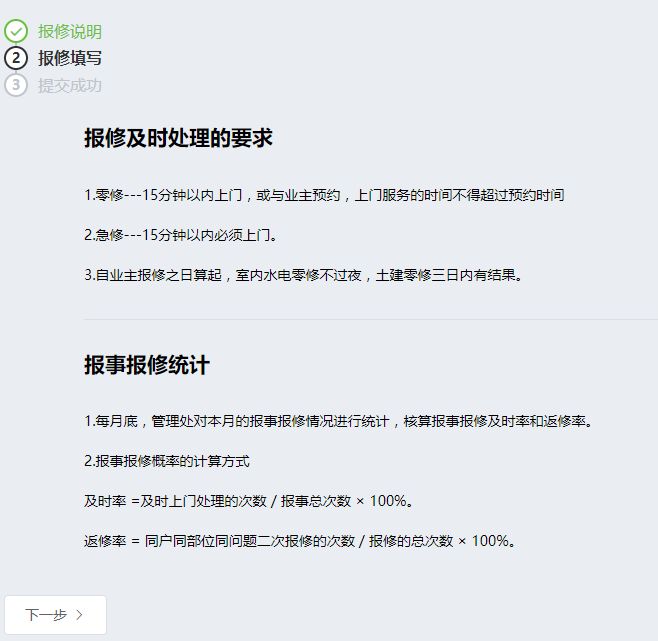 报修说明
2 报修填写
3 提交成功
报修及时处理的要求
1.零修---15分钟以内上门，或与业主预约，上门服务的时间不得超过预约时间
2.急修---15分钟以内必须上门。
3.自业主报修之日算起，室内水电零修不过夜，土建零修三日内有结果。
报事报修统计
1.每月底，管理处对本月的报事报修情况进行统计，核算报事报修及时率和返修率。
2.报事报修概率的计算方式
及时率 =及时上门处理的次数 / 报事总次数 × 100%。
返修率 = 同户同部位同问题二次报修的次数 / 报修的总次数 × 100%。
下一步 >